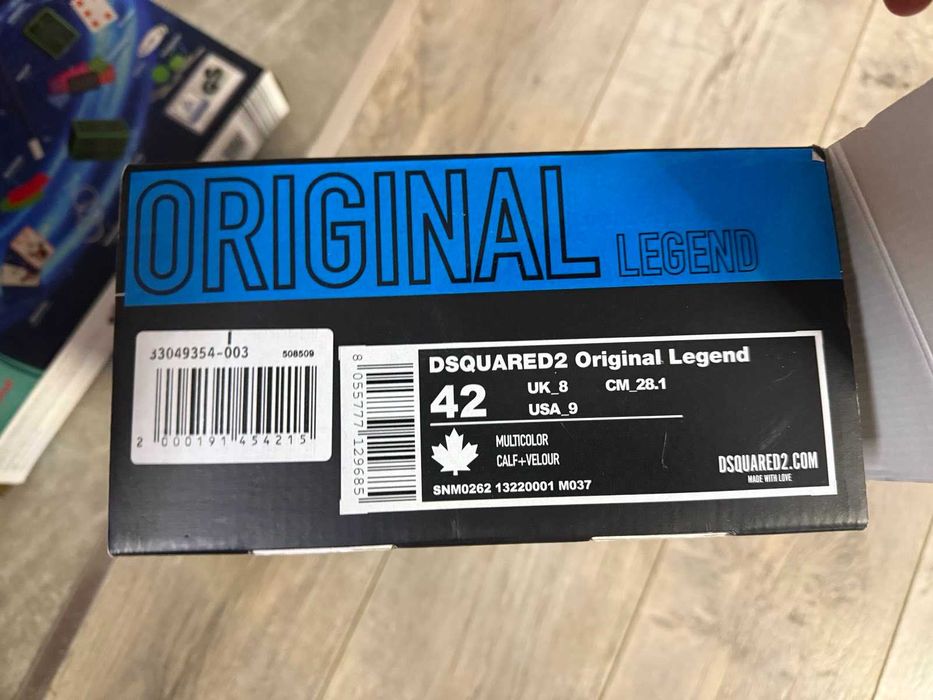 ORIGINAL LEGEND
33049354-003 508509
2 000191 454215
8 055777 129685
DSQUARED2 Original Legend
42
UK_8 CM_28.1
USA_9
MULTICOLOR
CALF+VELOUR
SNM0262 13220001 M037
DSQUARED2.COM
MADE WITH LOVE